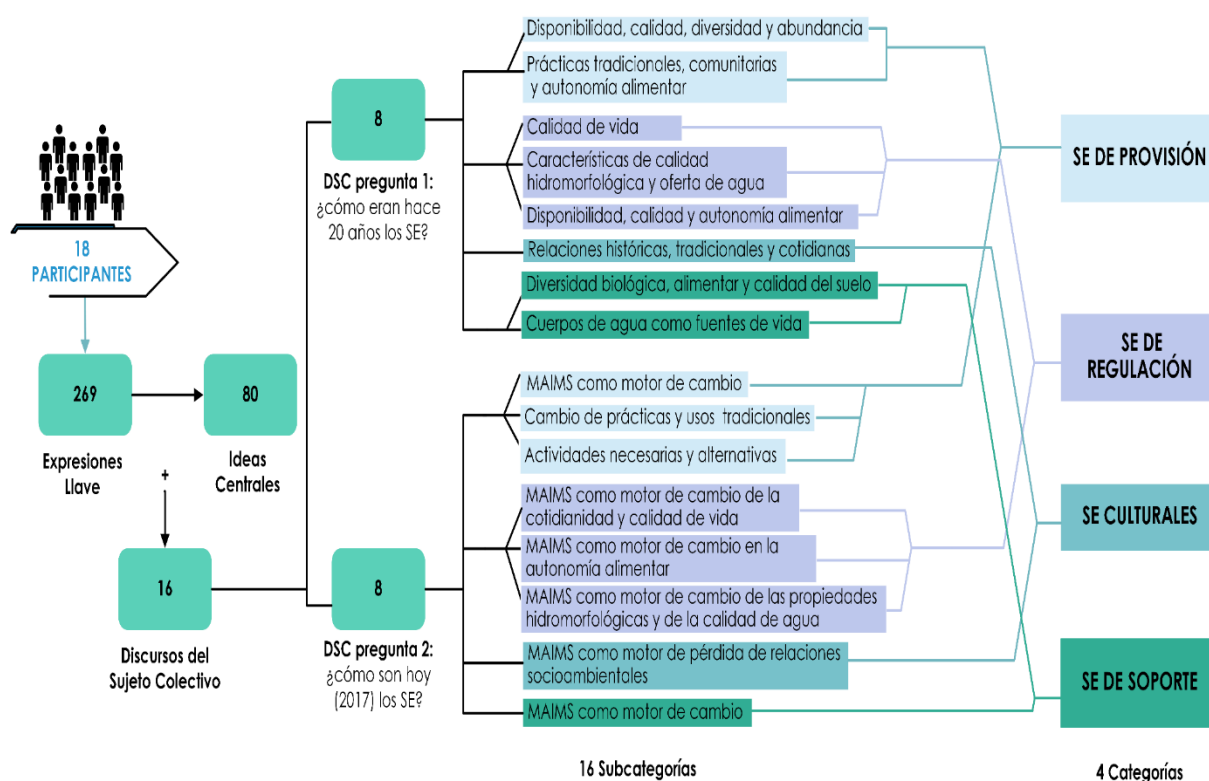 18
PARTICIPANTES
269
Expresiones
Llave
80
Ideas
Centrales
+
16
Discursos del
Sujeto Colectivo
8
DSC pregunta 1:
¿cómo eran hace
20 años los SE?
8
DSC pregunta 2:
¿cómo son hoy
(2017) los SE?
Disponibilidad, calidad, diversidad y abundancia
Prácticas tradicionales, comunitarias
y autonomía alimentar
Calidad de vida
Características de calidad
hidromorfológica y oferta de agua
Disponibilidad, calidad y autonomía alimentar
Relaciones históricas, tradicionales y cotidianas
Diversidad biológica, alimentar y calidad del suelo
Cuerpos de agua como fuentes de vida
MAIMS como motor de cambio
Cambio de prácticas y usos tradicionales
Actividades necesarias y alternativas
MAIMS como motor de cambio de la
cotidianidad y calidad de vida
MAIMS como motor de cambio en la
autonomía alimentar
MAIMS como motor de cambio de las propiedades
hidromorfológicas y de la calidad de agua
MAIMS como motor de pérdida de relaciones
socioambientales
MAIMS como motor de cambio
16 Subcategorías
SE DE PROVISIÓN
SE DE
REGULACIÓN
SE CULTURALES
SE DE SOPORTE
4 Categorías